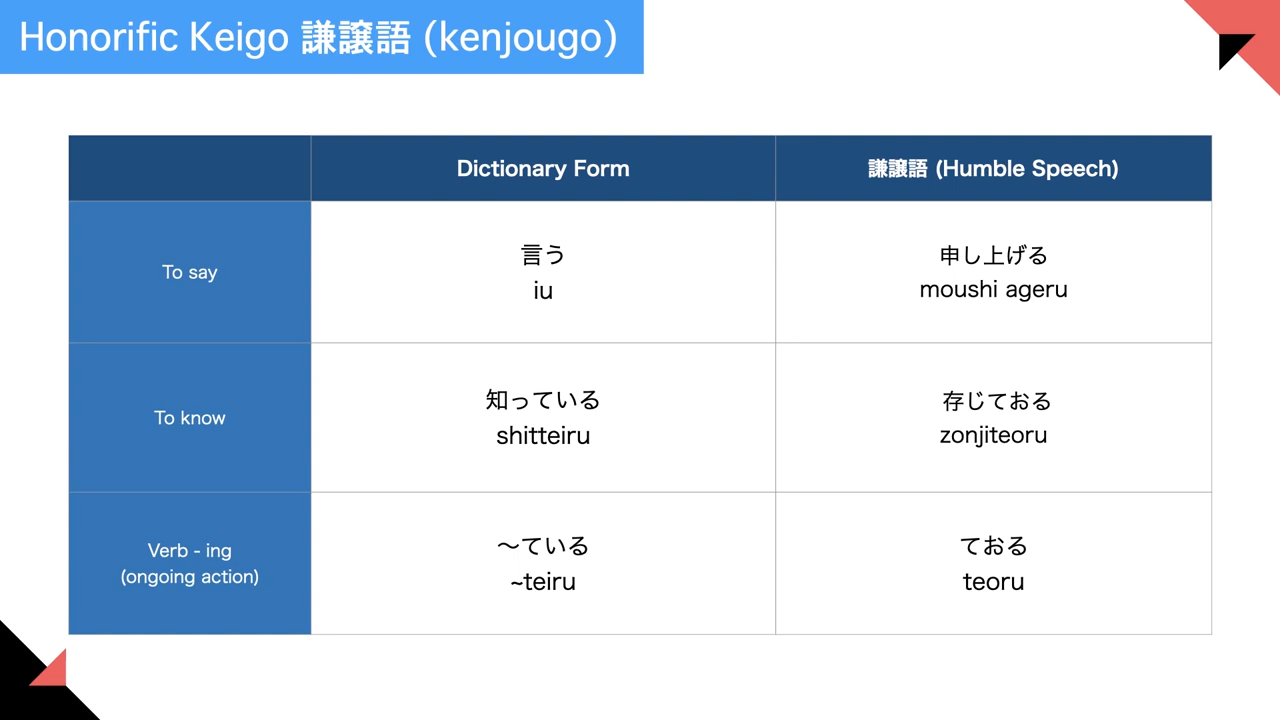 Honorific Keigo 謙譲語 (kenjougo)
Dictionary Form
謙譲語 (Humble Speech)
To say
言う
iu
申し上げる
moushi ageru
To know
知っている
shitteiru
存じておる
zonjiteoru
Verb - ing
(ongoing action)
〜ている
~teiru
ておる
teoru